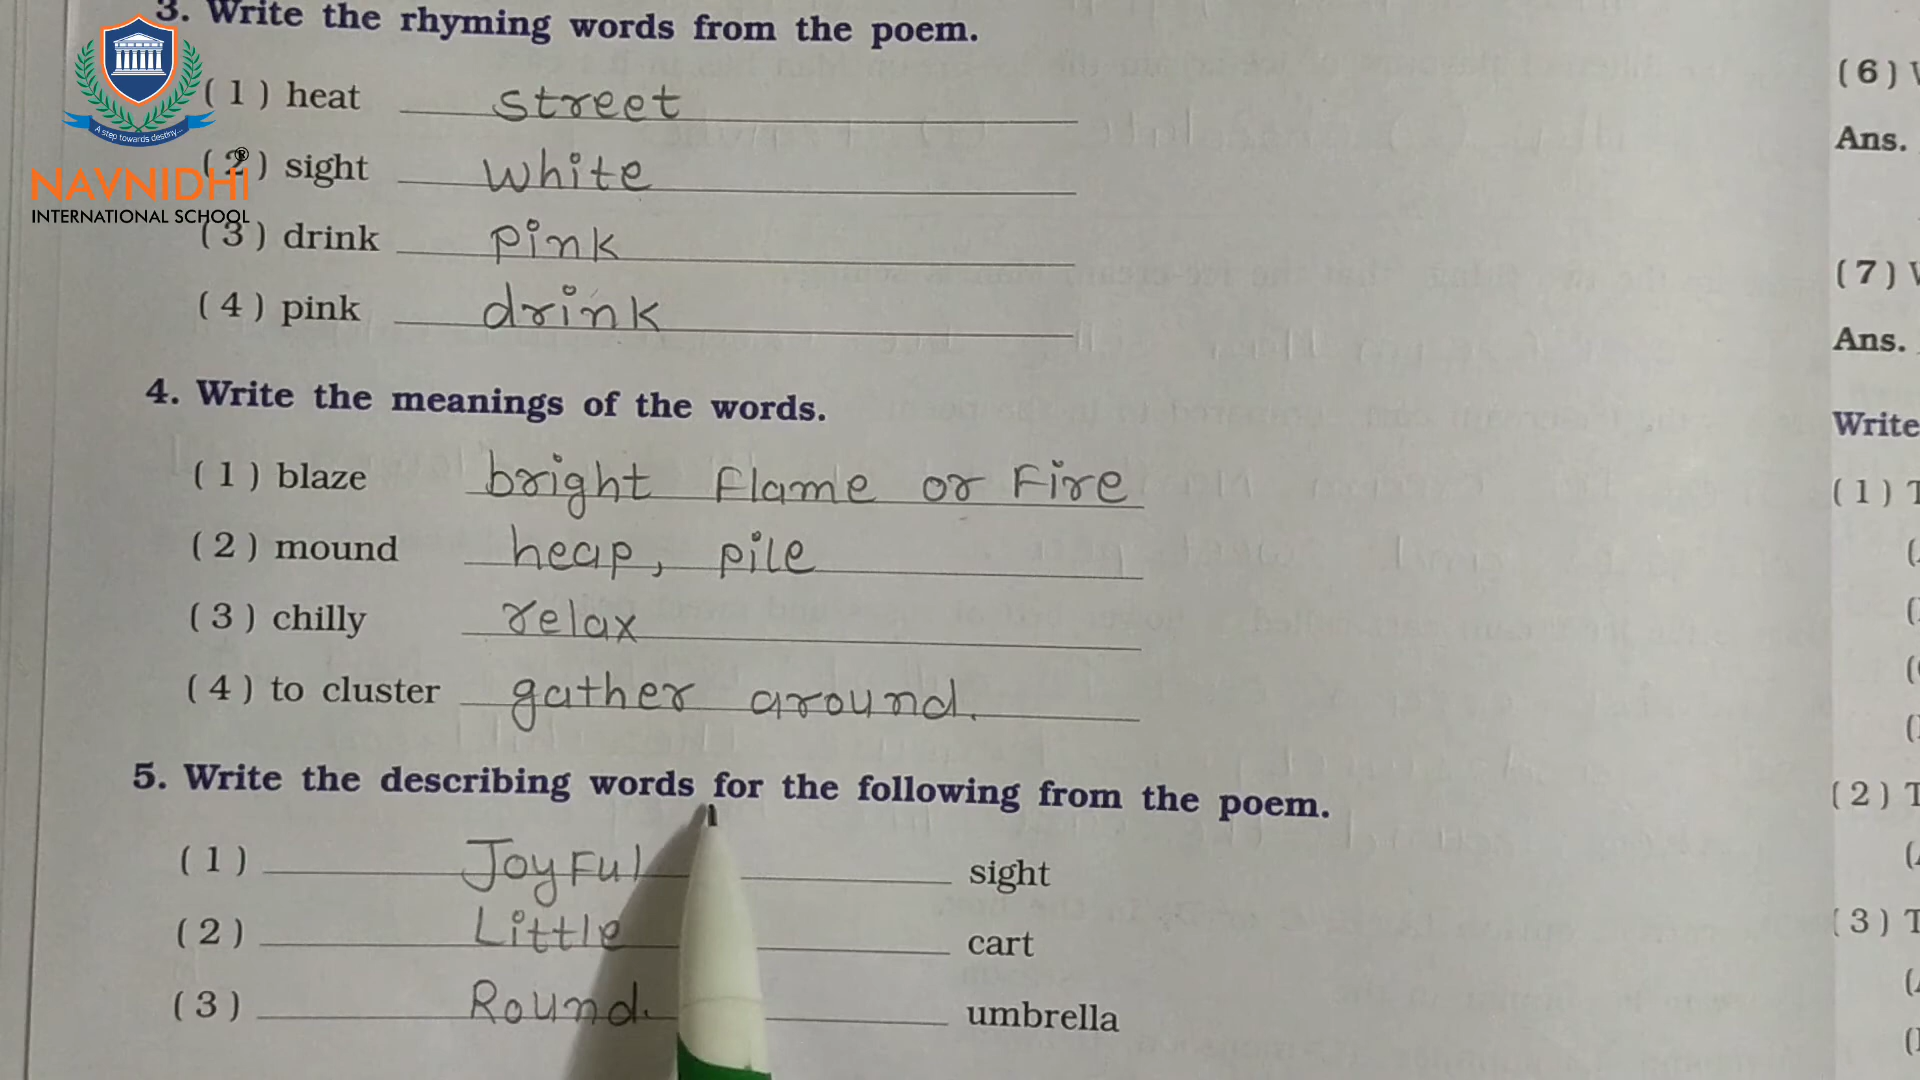 3. Write the rhyming words from the poem.
(1) heat street
(2) sight white
(3) drink pink
(4) pink drink
4. Write the meanings of the words.
(1) blaze bright flame or Fire
(2) mound heap, pile
(3) chilly relax
(4) to cluster gather around.
5. Write the describing words for the following from the poem.
(1) JoyFul sight
(2) Little cart
(3) Round. umbrella
A step towards destiny...
NAVNIDHI®
INTERNATIONAL SCHOOL
(6)
Ans.
(7)
Ans.
Write
(1)
(2)
(3)